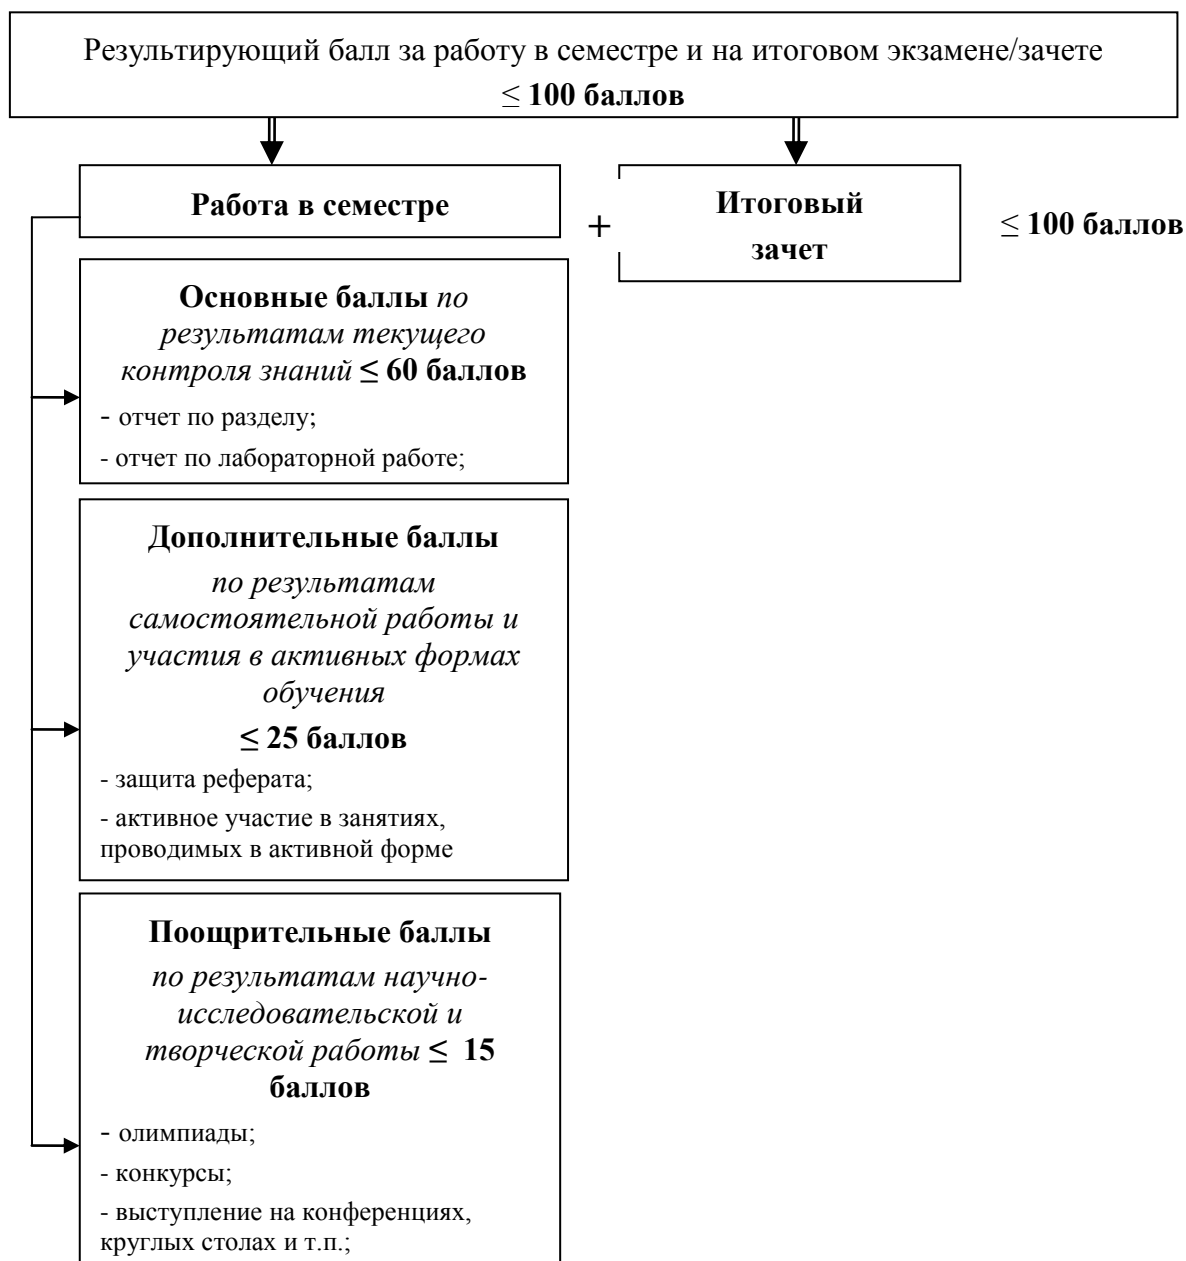 Результирующий балл за работу в семестре и на итоговом экзамене/зачете
≤ 100 баллов
Работа в семестре
+
Итоговый
зачет
≤ 100 баллов
Основные баллы по
результатам текущего
контроля знаний ≤ 60 баллов
- отчет по разделу;
- отчет по лабораторной работе;
Дополнительные баллы
по результатам
самостоятельной работы и
участия в активных формах
обучения
≤ 25 баллов
- защита реферата;
- активное участие в занятиях,
проводимых в активной форме
Поощрительные баллы
по результатам научно-
исследовательской и
творческой работы ≤ 15
баллов
- олимпиады;
- конкурсы;
- выступление на конференциях,
круглых столах и т.п.;